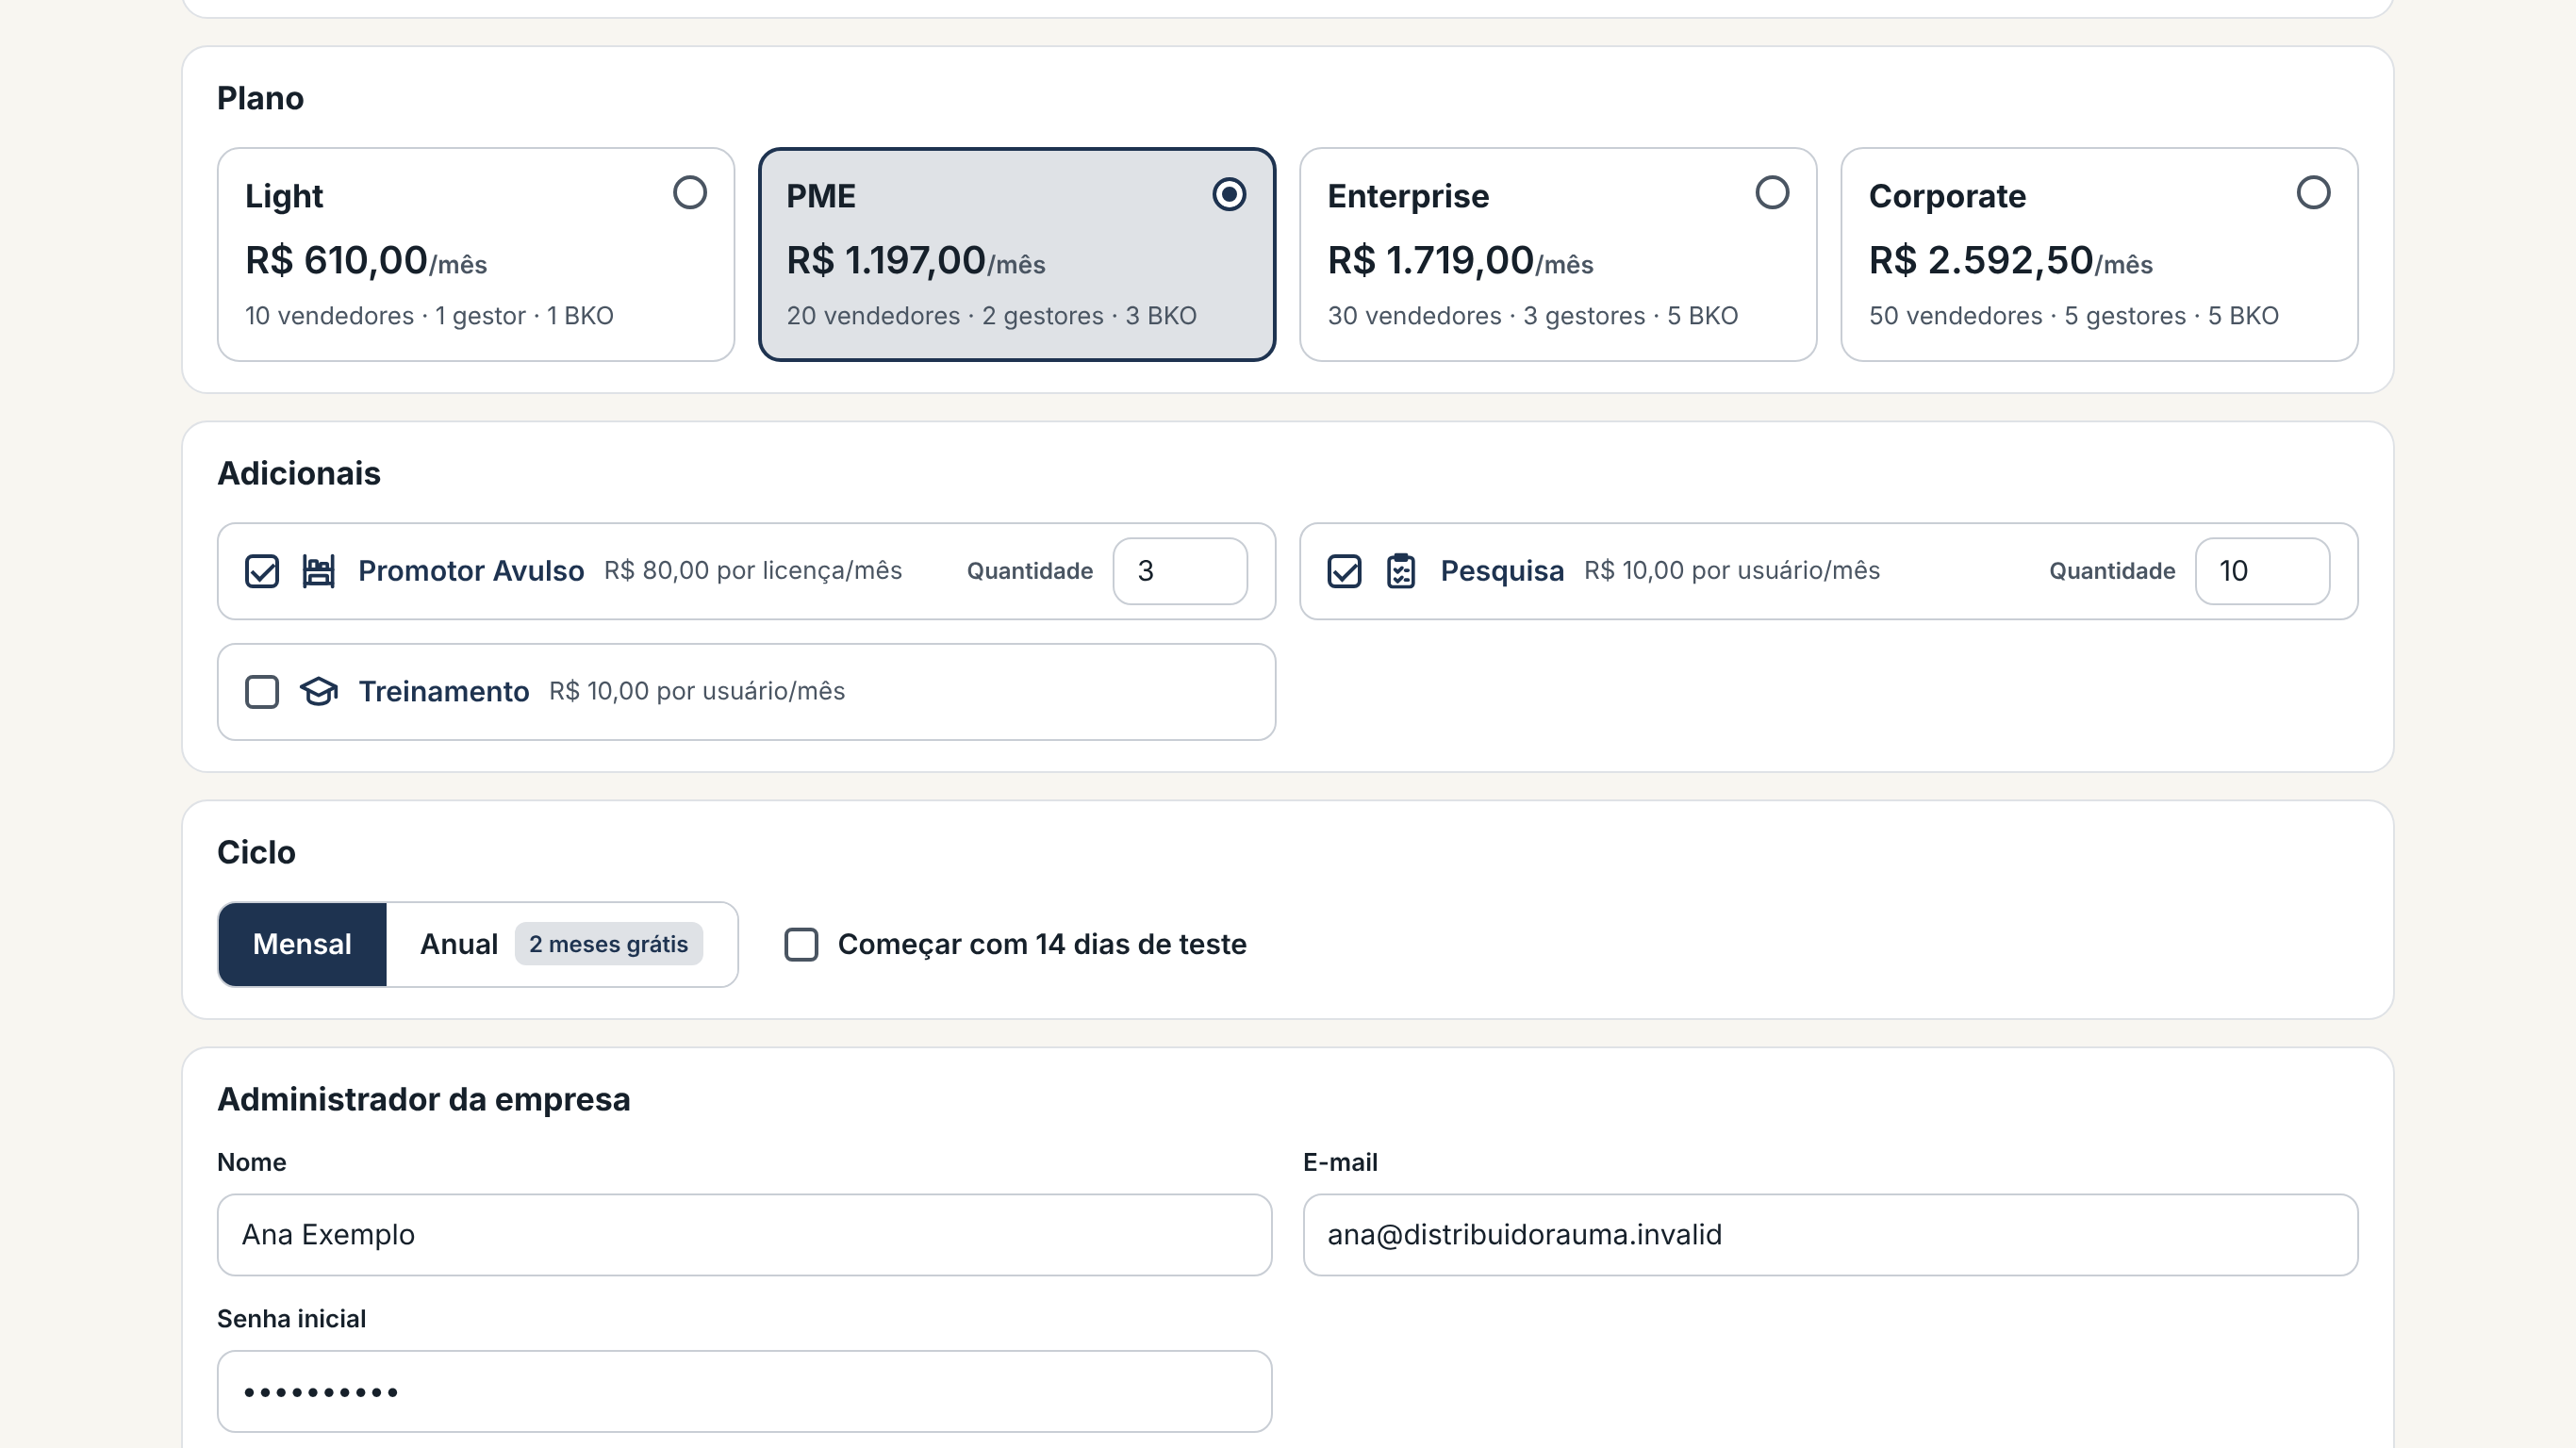 Plano
Light
R$ 610,00/mês
10 vendedores · 1 gestor · 1 BKO
PME
R$ 1.197,00/mês
20 vendedores · 2 gestores · 3 BKO
Enterprise
R$ 1.719,00/mês
30 vendedores · 3 gestores · 5 BKO
Corporate
R$ 2.592,50/mês
50 vendedores · 5 gestores · 5 BKO
Adicionais
Promotor Avulso R$ 80,00 por licença/mês Quantidade 3
Pesquisa R$ 10,00 por usuário/mês Quantidade 10
Treinamento R$ 10,00 por usuário/mês
Ciclo
Mensal Anual 2 meses grátis Começar com 14 dias de teste
Administrador da empresa
Nome
Ana Exemplo
E-mail
ana@distribuidorauma.invalid
Senha inicial
••••••••••